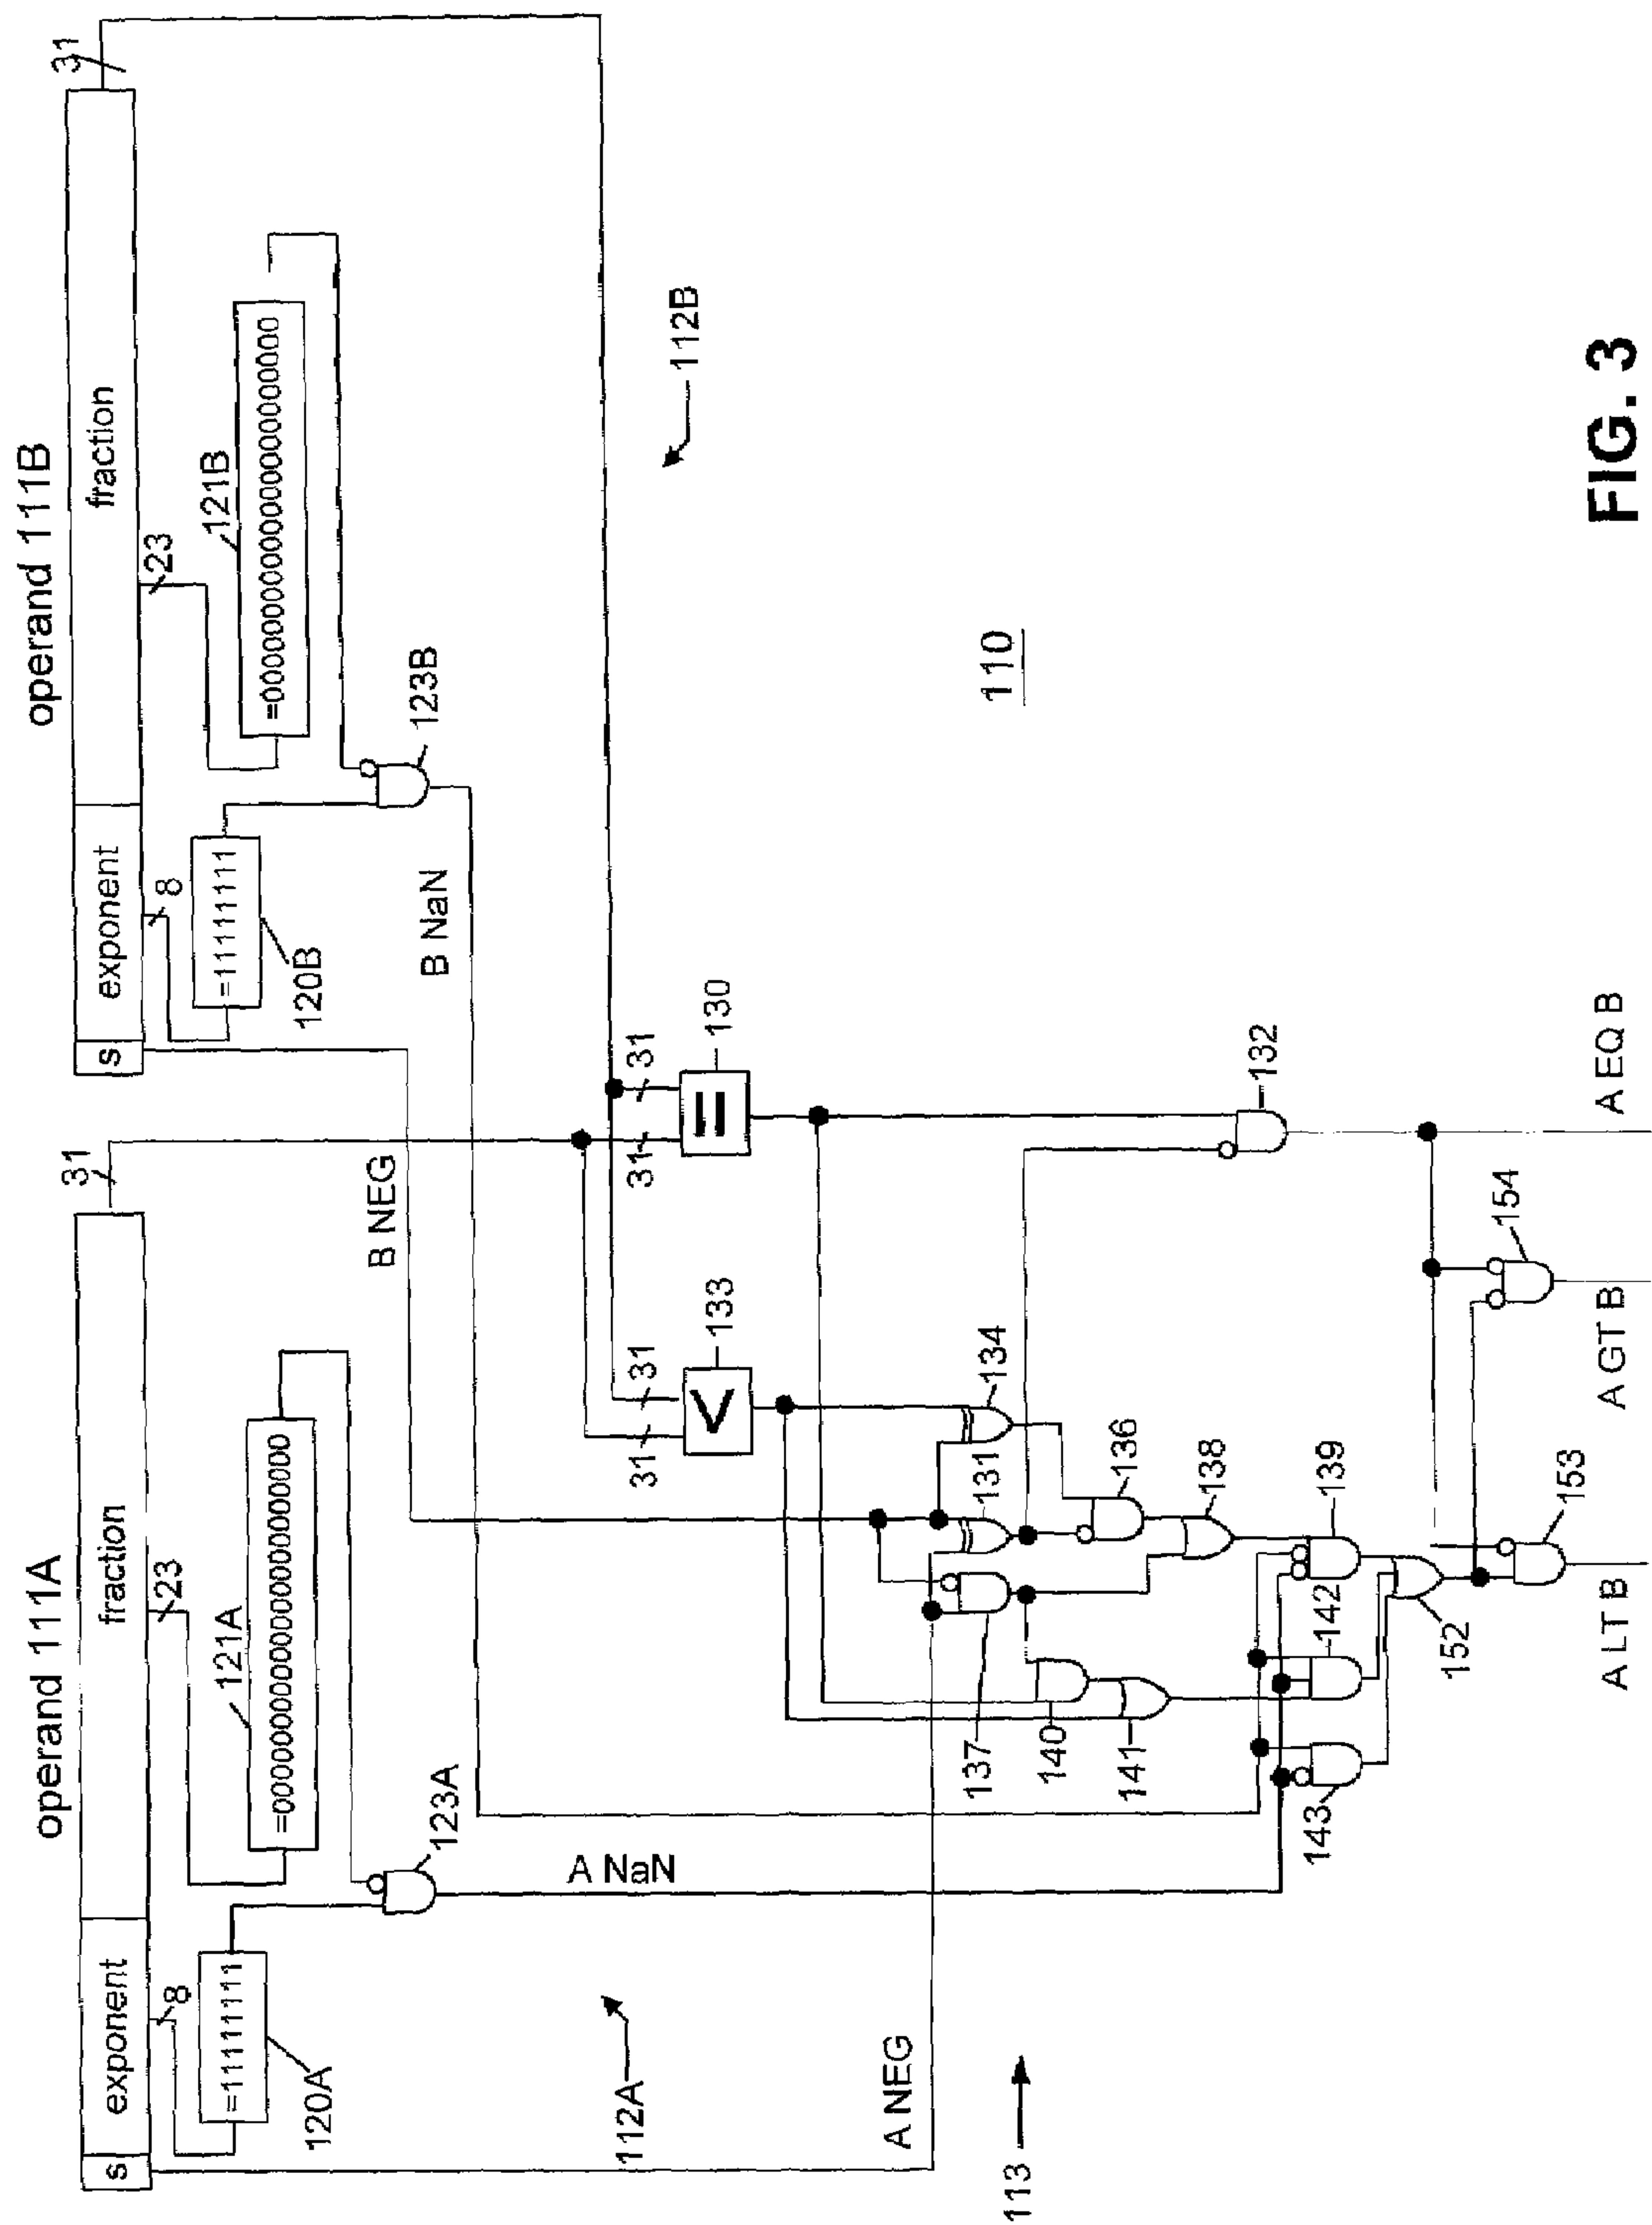 operand 111A
operand 111B
s exponent fraction 31
s exponent fraction 31
8 23
8 23
121A
121B
=11111111
=00000000000000000000000
=11111111
=00000000000000000000000
120A
120B
123A
123B
B NEG
B NaN
A NaN
112A
112B
31 31
31 31
<
=
133
130
A NEG
137
131
134
113
110
140
141
136
138
132
143
142
139
152
154
153
A LT B
A GT B
A EQ B
FIG. 3